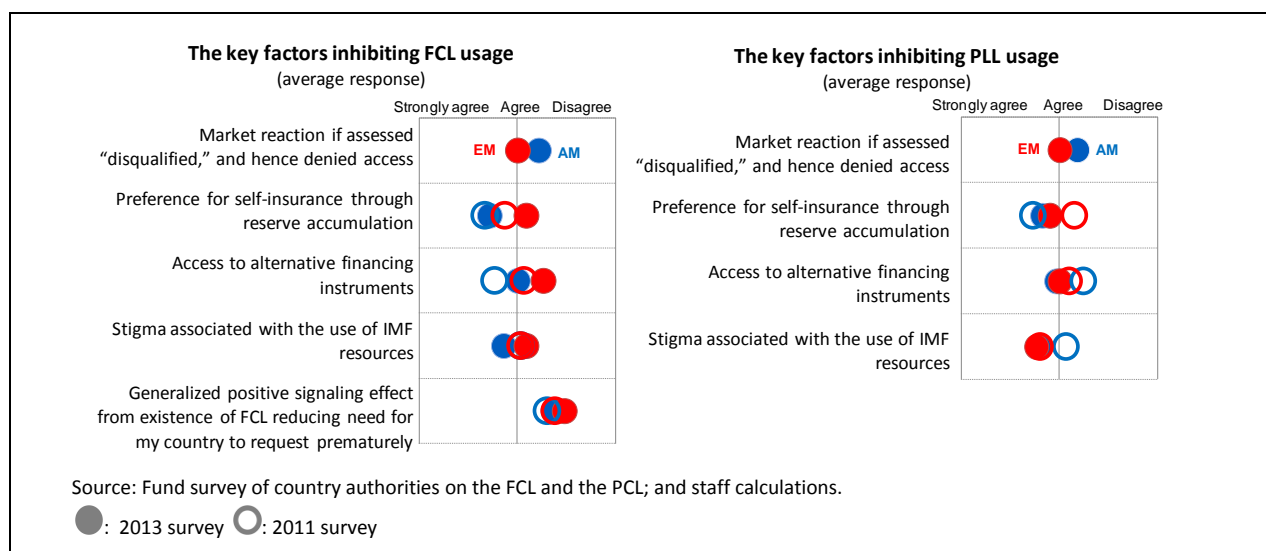 The key factors inhibiting FCL usage
(average response)
Strongly agree Agree Disagree
Market reaction if assessed
“disqualified,” and hence denied access
EM
AM
Preference for self-insurance through
reserve accumulation
Access to alternative financing
instruments
Stigma associated with the use of IMF
resources
Generalized positive signaling effect
from existence of FCL reducing need for
my country to request prematurely
The key factors inhibiting PLL usage
(average response)
Strongly agree Agree Disagree
Market reaction if assessed
“disqualified,” and hence denied access
EM
AM
Preference for self-insurance through
reserve accumulation
Access to alternative financing
instruments
Stigma associated with the use of IMF
resources
Source: Fund survey of country authorities on the FCL and the PCL; and staff calculations.
: 2013 survey : 2011 survey